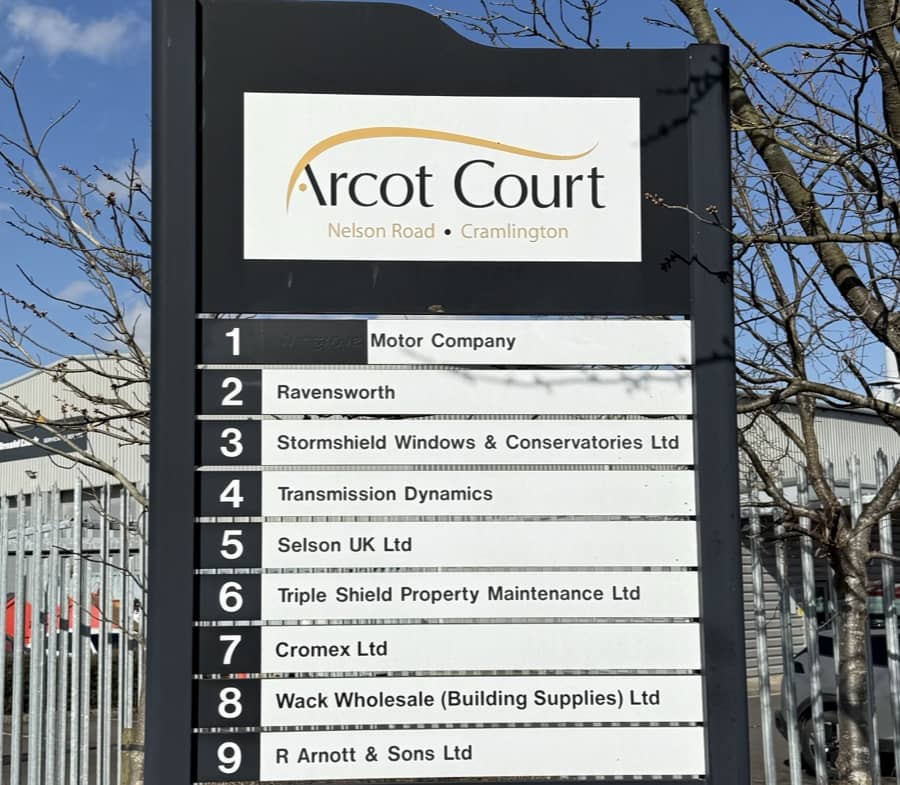 Arcot Court
Nelson Road • Cramlington
1 Motor Company
2 Ravensworth
3 Stormshield Windows & Conservatories Ltd
4 Transmission Dynamics
5 Selson UK Ltd
6 Triple Shield Property Maintenance Ltd
7 Cromex Ltd
8 Wack Wholesale (Building Supplies) Ltd
9 R Arnott & Sons Ltd